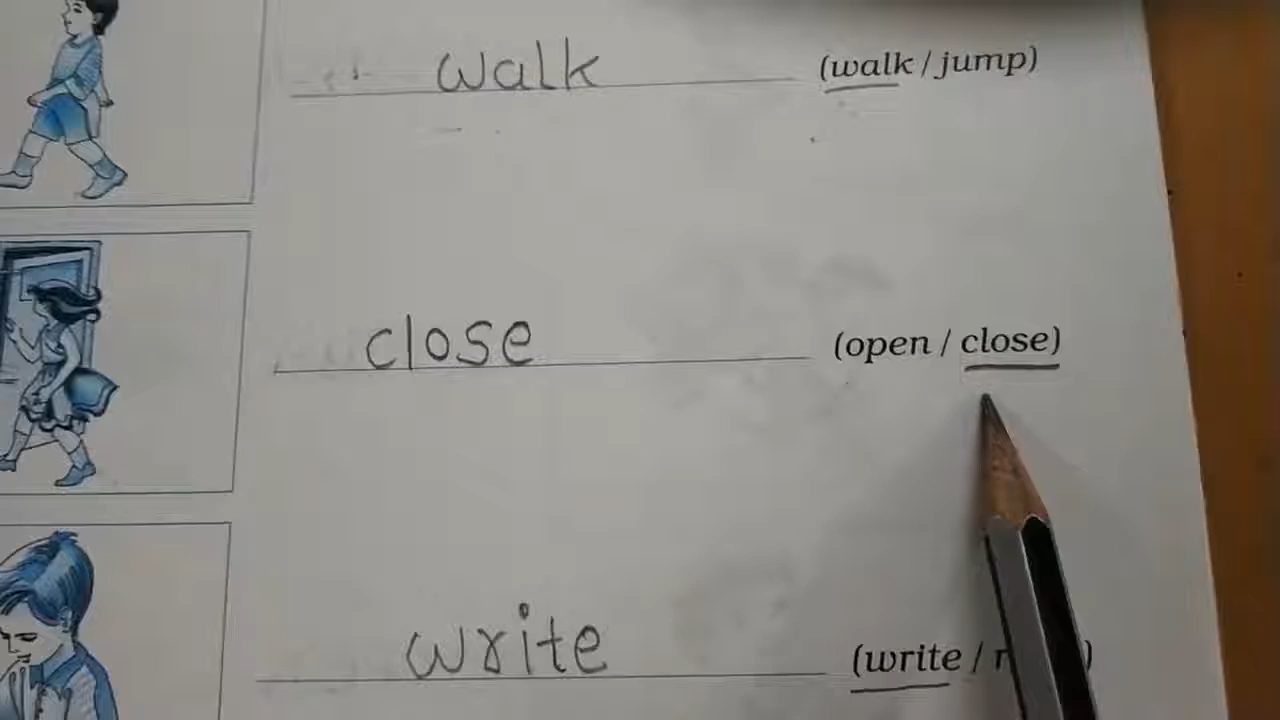 walk (walk / jump)
close (open / close)
write (write /